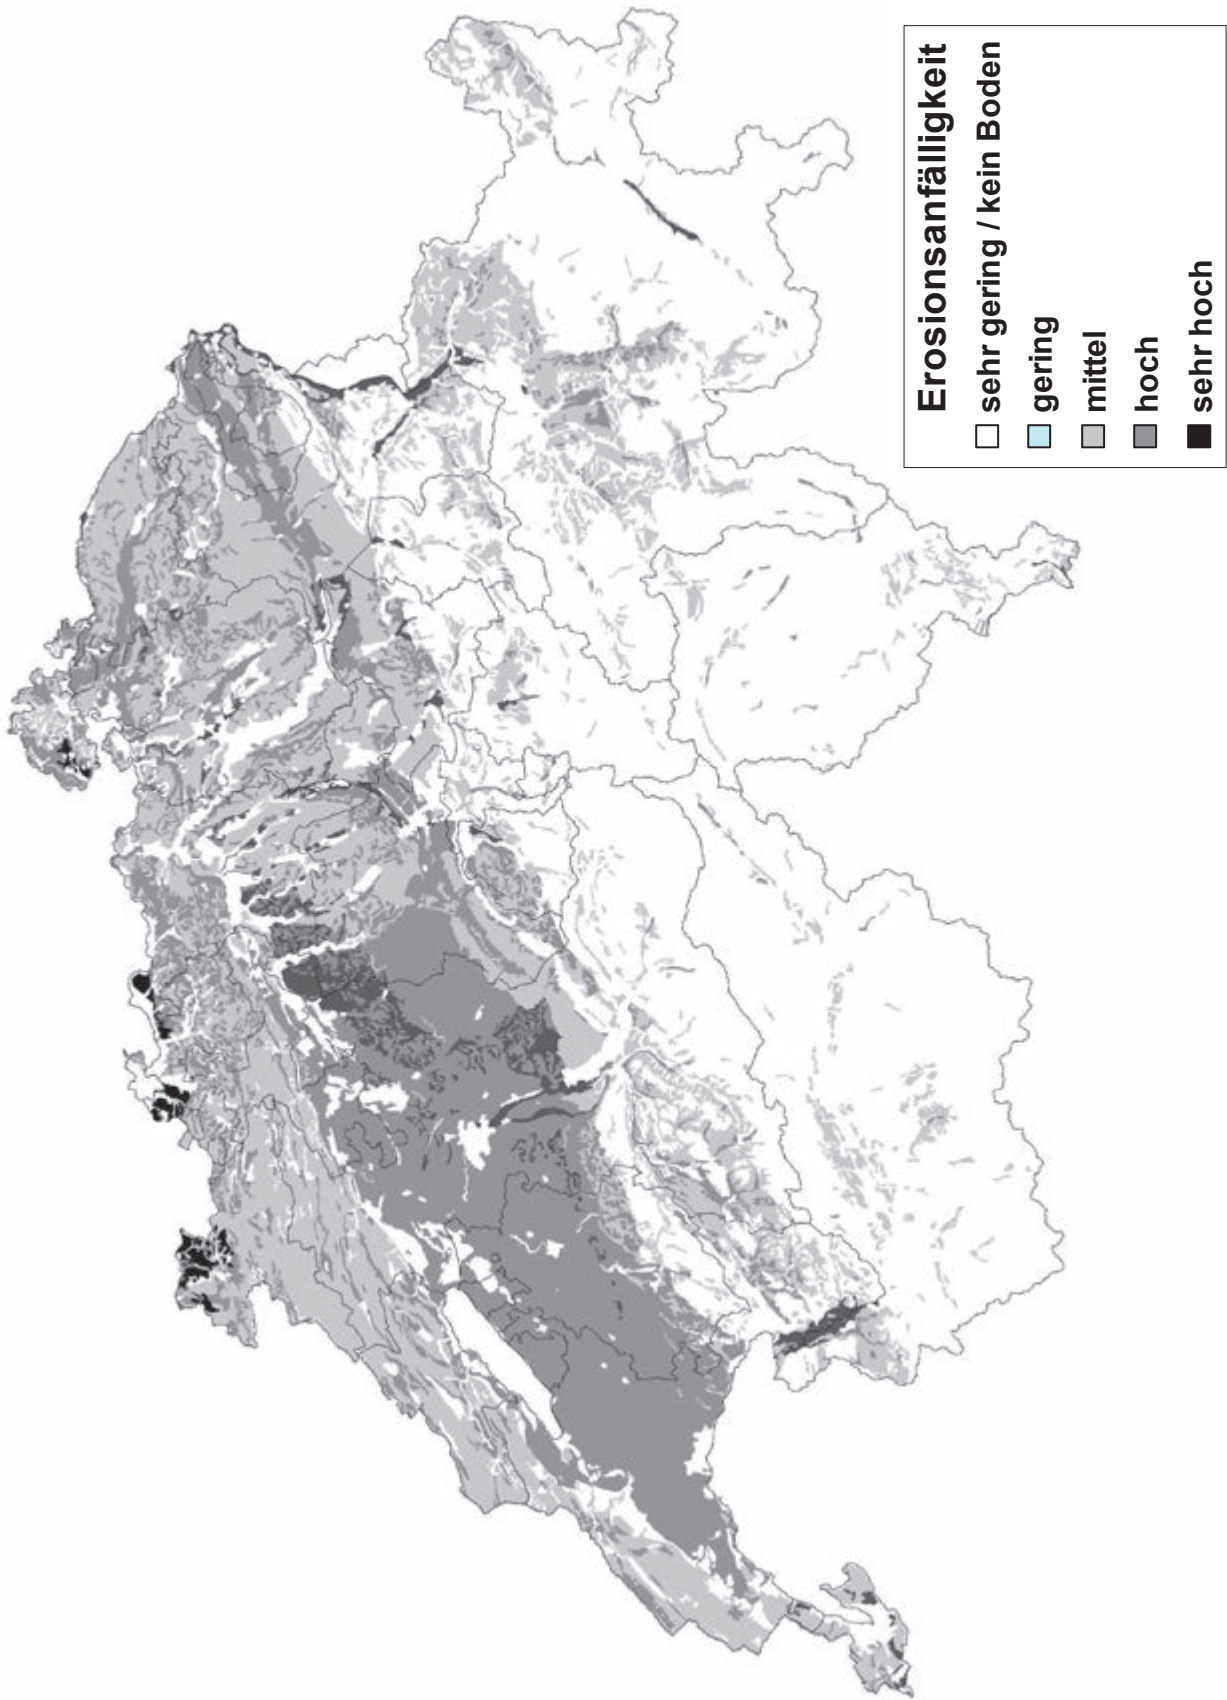 Erosionsanfälligkeit
sehr gering / kein Boden
gering
mittel
hoch
sehr hoch